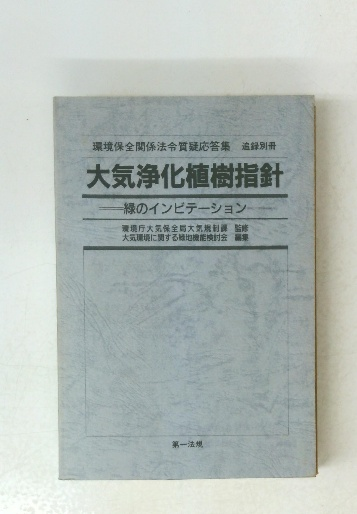 環境保全関係法令質疑応答集 追録別冊
大気浄化植樹指針
――緑のインビテーション――
環境庁大気保全局大気規制課 監修
大気環境に関する緑地機能検討会 編集
第一法規